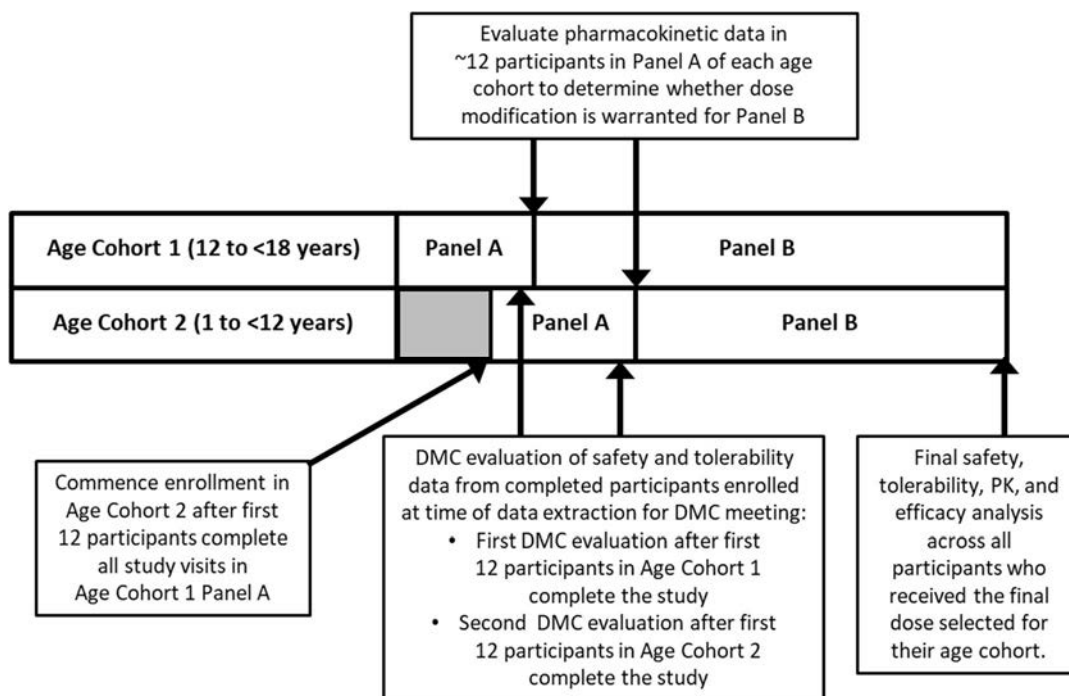 Evaluate pharmacokinetic data in
~12 participants in Panel A of each age
cohort to determine whether dose
modification is warranted for Panel B
Age Cohort 1 (12 to <18 years)
Panel A
Panel B
Age Cohort 2 (1 to <12 years)
Panel A
Panel B
Commence enrollment in
Age Cohort 2 after first
12 participants complete
all study visits in
Age Cohort 1 Panel A
DMC evaluation of safety and tolerability
data from completed participants enrolled
at time of data extraction for DMC meeting:
• First DMC evaluation after first
12 participants in Age Cohort 1
complete the study
• Second DMC evaluation after first
12 participants in Age Cohort 2
complete the study
Final safety,
tolerability, PK, and
efficacy analysis
across all
participants who
received the final
dose selected for
their age cohort.